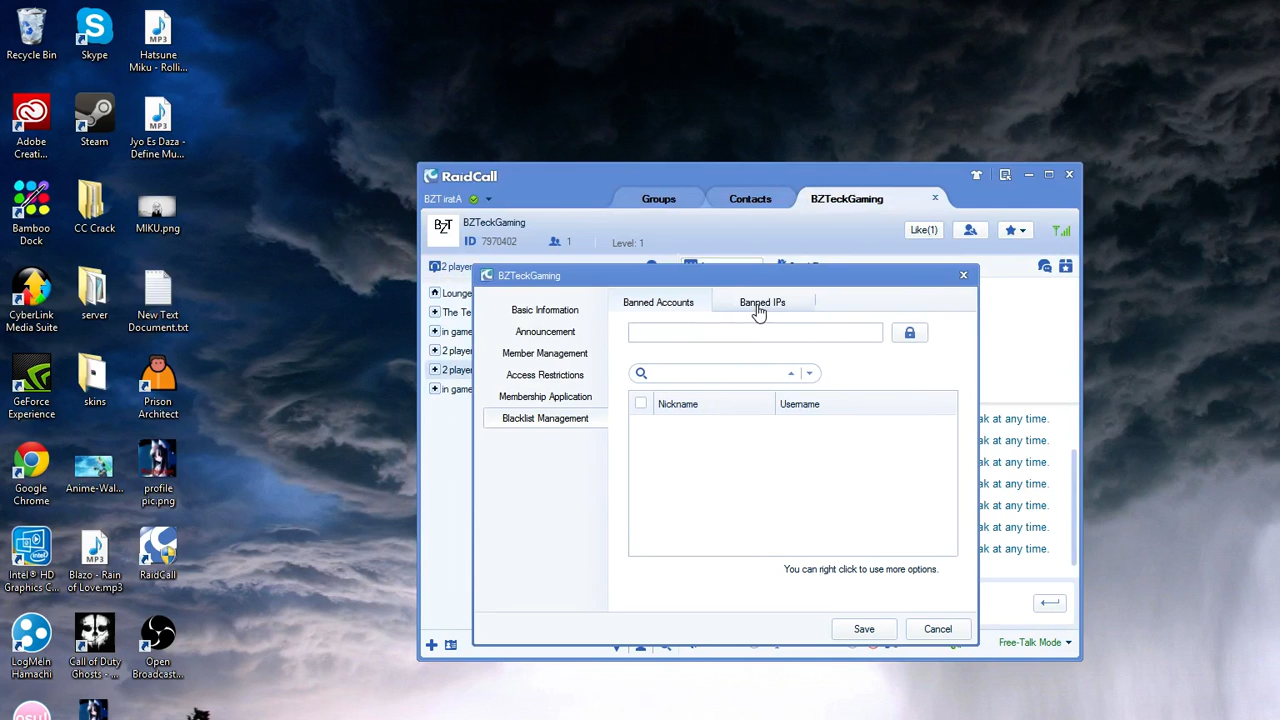 Recycle Bin
Skype
Hatsune
Miku - Rolli...
Adobe
Creati...
Steam
Jyo Es Daza -
Define Mu...
Bamboo
Dock
CC Crack
MIKU.png
CyberLink
Media Suite
server
New Text
Document.txt
GeForce
Experience
skins
Prison
Architect
Google
Chrome
Anime-Wal...
profile
pic.png
Intel® HD
Graphics C...
Blazo - Rain
of Love.mp3
RaidCall
LogMeIn
Hamachi
Call of Duty
Ghosts - ...
Open
Broadcast...
osu!
MP3
MP3
MP3
RaidCall
BZT iratA
Groups
Contacts
BZTeckGaming
BZT
BZTeckGaming
ID 7970402
1
Level: 1
Like(1)
2 player
Lounge
The Te
in game
2 player
2 player
in game
BZTeckGaming
Basic Information
Announcement
Member Management
Access Restrictions
Membership Application
Blacklist Management
Banned Accounts
Banned IPs
Nickname
Username
You can right click to use more options.
Save
Cancel
ak at any time.
ak at any time.
ak at any time.
ak at any time.
ak at any time.
ak at any time.
ak at any time.
Free-Talk Mode